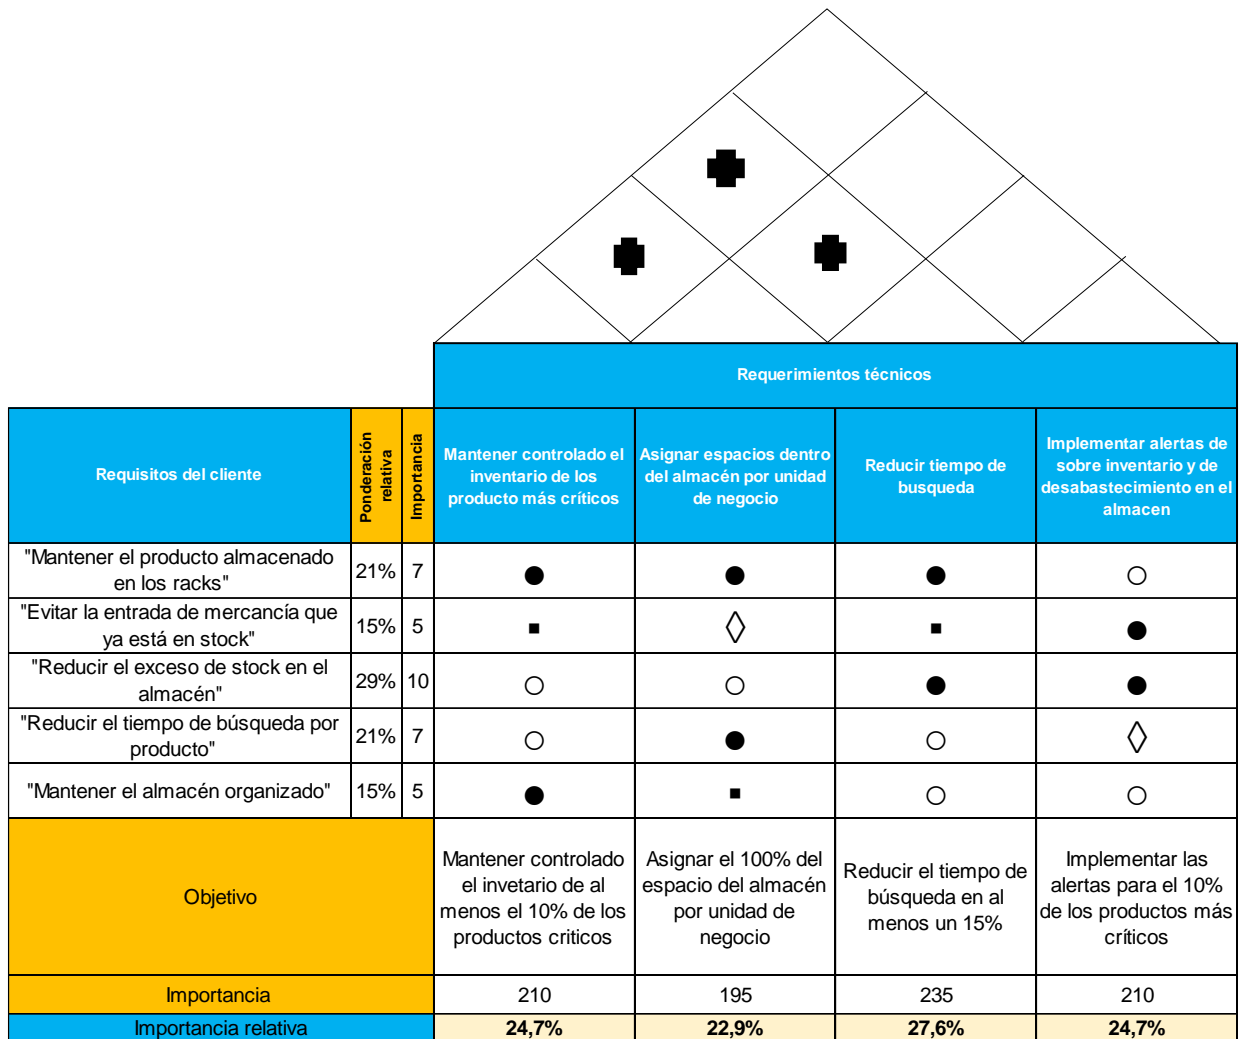 Requerimientos técnicos
Requisitos del cliente
Ponderación
relativa
Importancia
Mantener controlado el
inventario de los
producto más críticos
Asignar espacios dentro
del almacén por unidad
de negocio
Reducir tiempo de
busqueda
Implementar alertas de
sobre inventario y de
desabastecimiento en el
almacen
"Mantener el producto almacenado
en los racks"
21%
7
"Evitar la entrada de mercancía que
ya está en stock"
15%
5
"Reducir el exceso de stock en el
almacén"
29%
10
"Reducir el tiempo de búsqueda por
producto"
21%
7
"Mantener el almacén organizado"
15%
5
Objetivo
Mantener controlado
el invetario de al
menos el 10% de los
productos criticos
Asignar el 100% del
espacio del almacén
por unidad de
negocio
Reducir el tiempo de
búsqueda en al
menos un 15%
Implementar las
alertas para el 10%
de los productos más
críticos
Importancia
210
195
235
210
Importancia relativa
24,7%
22,9%
27,6%
24,7%